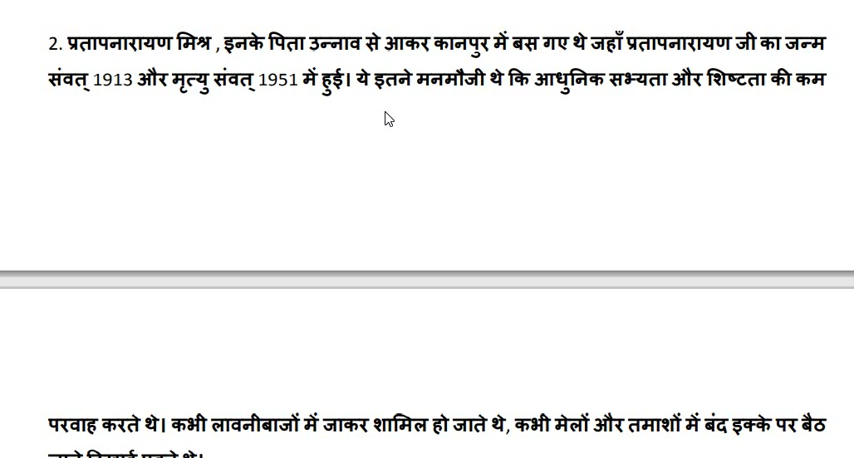 2. प्रतापनारायण मिश्र , इनके पिता उन्नाव से आकर कानपुर में बस गए थे जहाँ प्रतापनारायण जी का जन्म
संवत् 1913 और मृत्यु संवत् 1951 में हुई। ये इतने मनमौजी थे कि आधुनिक सभ्यता और शिष्टता की कम
परवाह करते थे। कभी लावनीबाजों में जाकर शामिल हो जाते थे, कभी मेलों और तमाशों में बंद इक्के पर बैठ